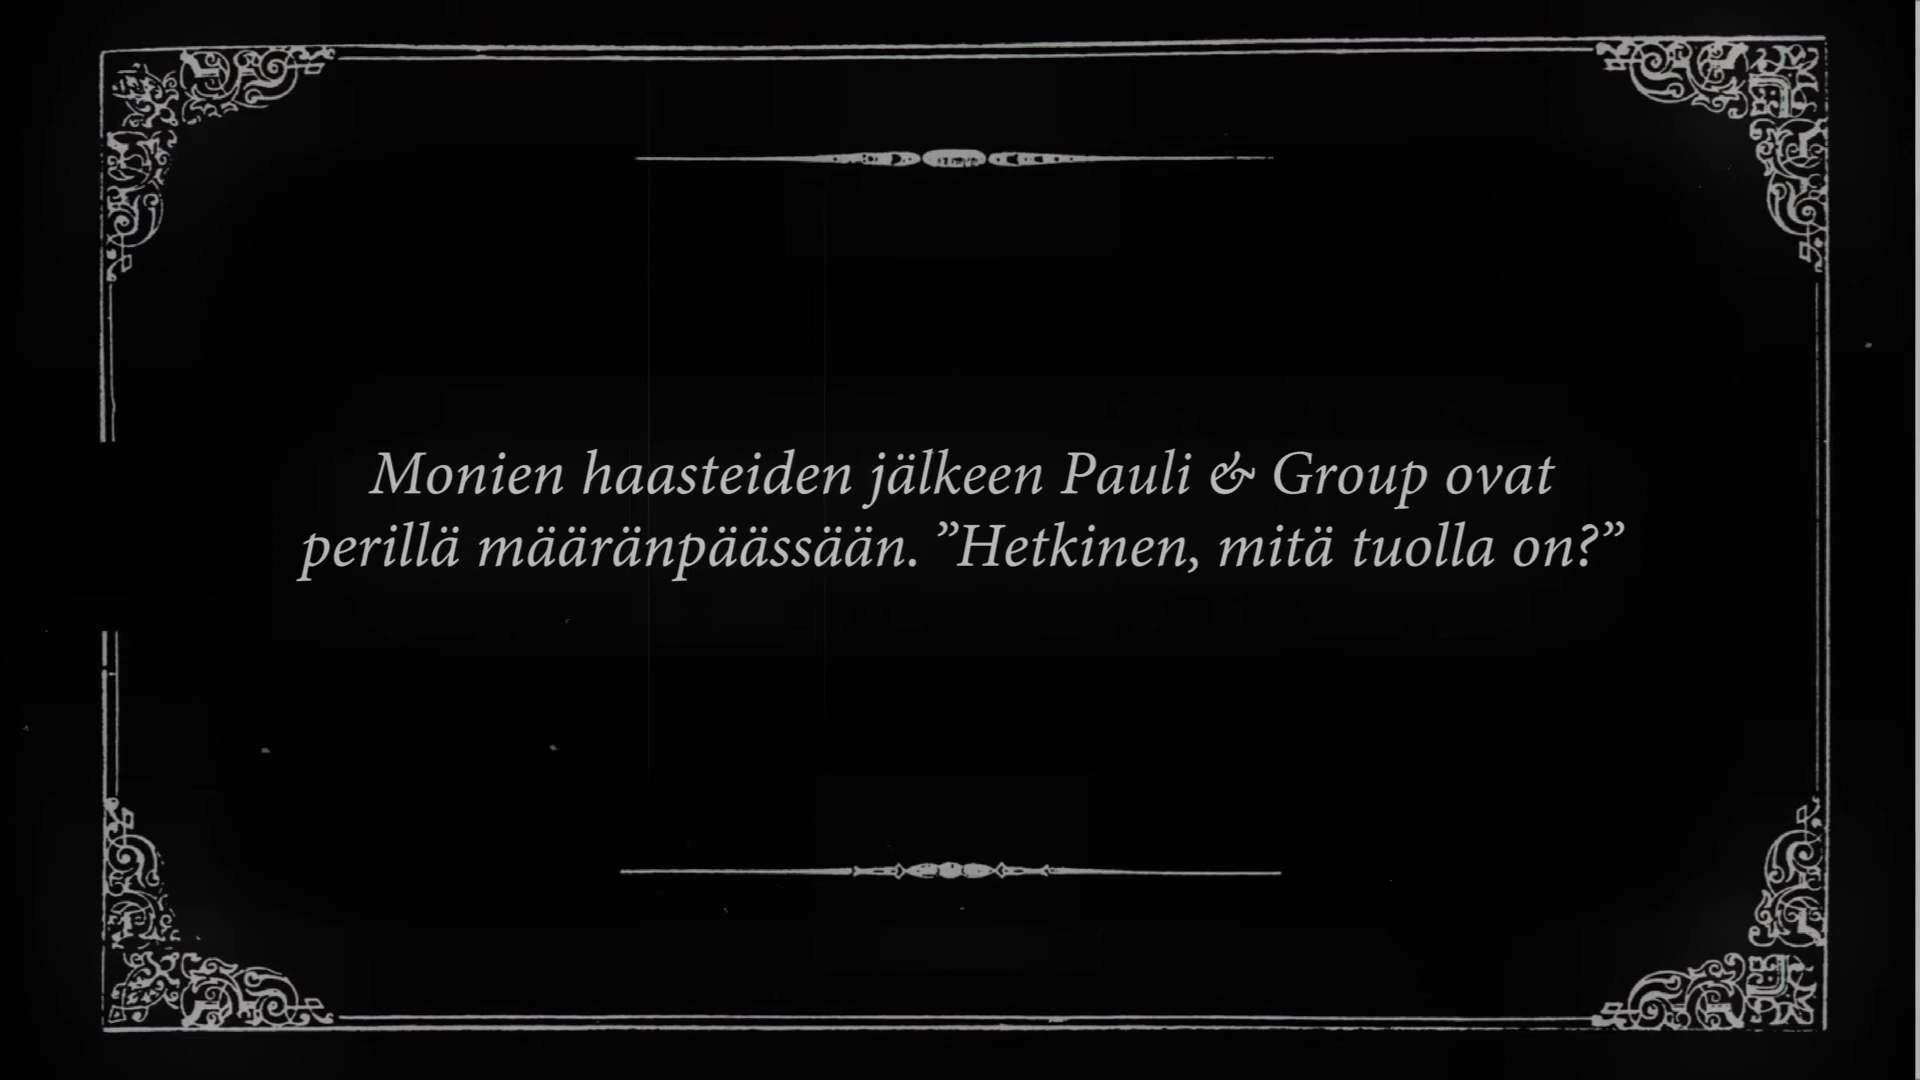 Monien haasteiden jälkeen Pauli & Group ovat
perillä määränpäässään. ”Hetkinen, mitä tuolla on?”